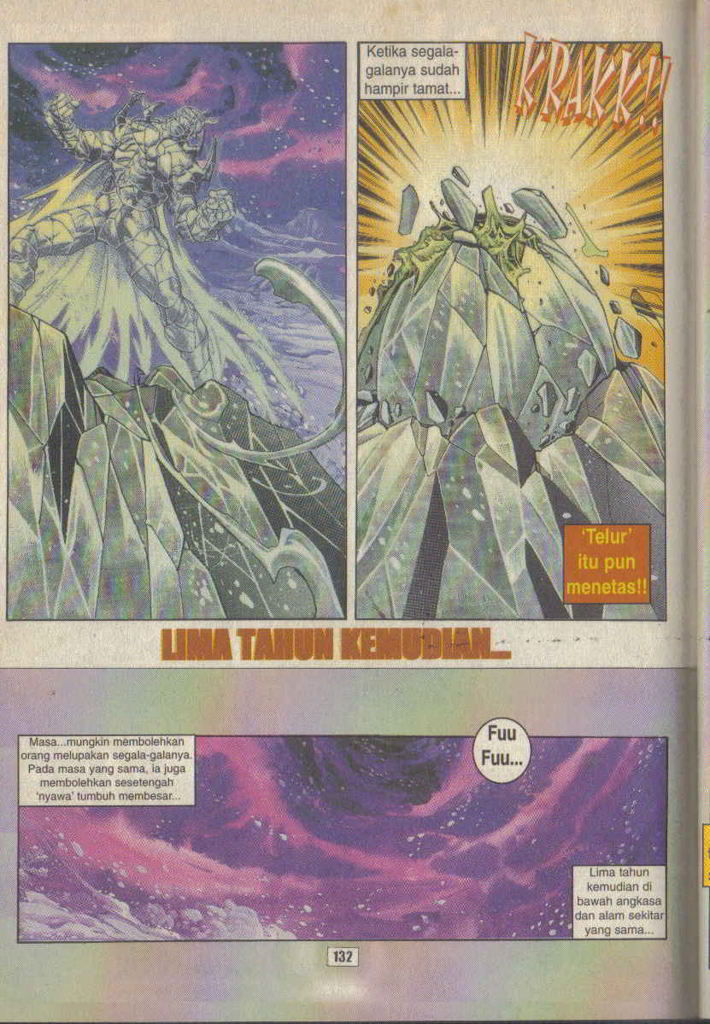 Ketika segala-
galanya sudah
hampir tamat...
KRAKK!!
'Telur'
itu pun
menetas!!
LIMA TAHUN KEMUDIAN...
Masa...mungkin membolehkan
orang melupakan segala-galanya.
Pada masa yang sama, ia juga
membolehkan sesetengah
'nyawa' tumbuh membesar...
Fuu
Fuu...
Lima tahun
kemudian di
bawah angkasa
dan alam sekitar
yang sama...
132